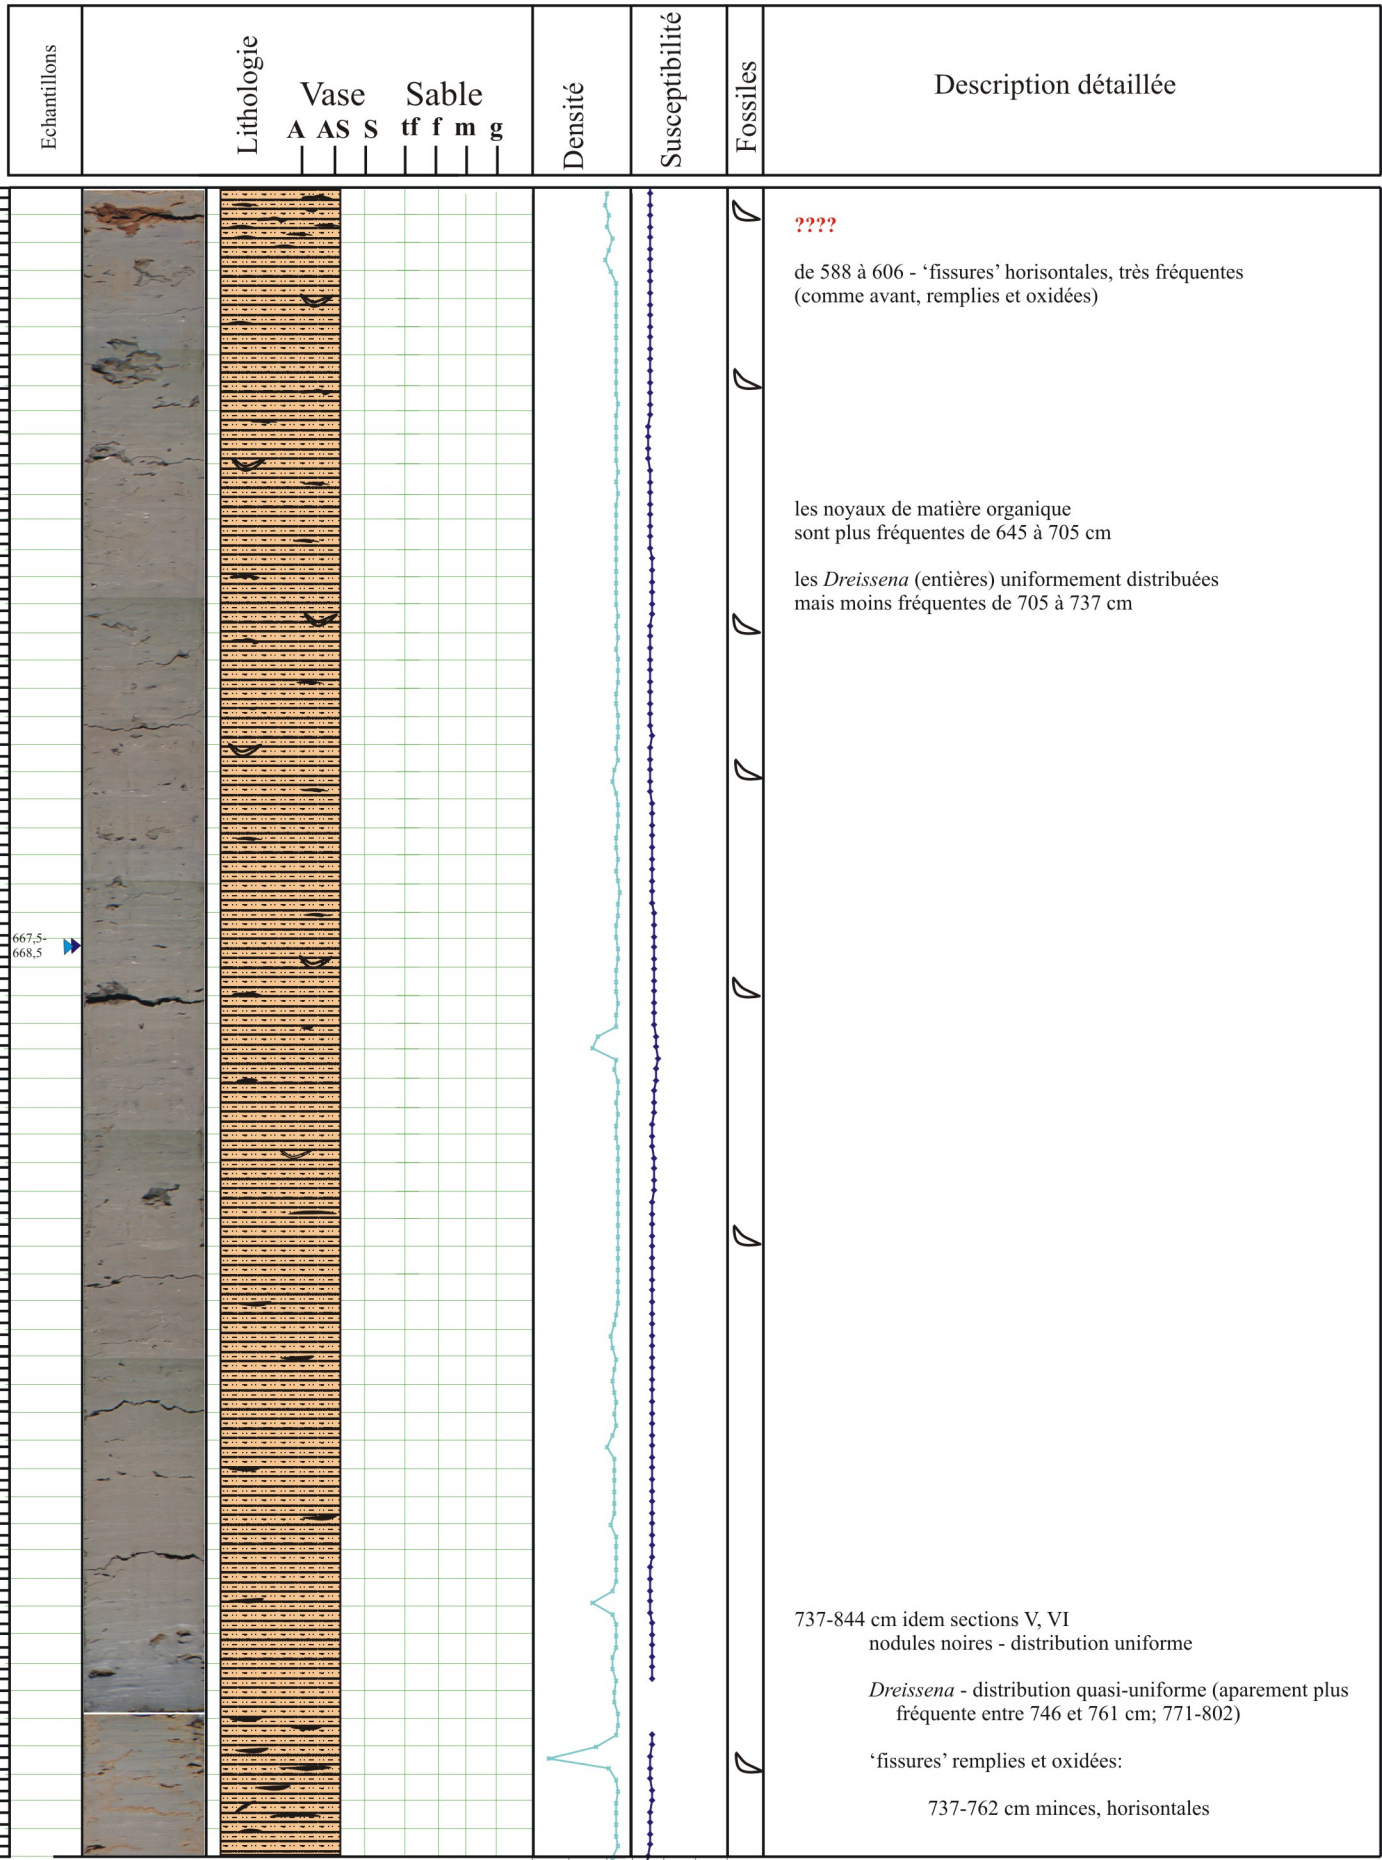 Echantillons
Lithologie
Vase
Sable
A AS S tf f m g
Densité
Susceptibilité
Fossiles
Description détaillée
????
de 588 à 606 - ‘fissures’ horisontales, très fréquentes
(comme avant, remplies et oxidées)
les noyaux de matière organique
sont plus fréquentes de 645 à 705 cm
les Dreissena (entières) uniformement distribuées
mais moins fréquentes de 705 à 737 cm
667,5-
668,5
737-844 cm idem sections V, VI
nodules noires - distribution uniforme
Dreissena - distribution quasi-uniforme (aparement plus
fréquente entre 746 et 761 cm; 771-802)
‘fissures’ remplies et oxidées:
737-762 cm minces, horisontales